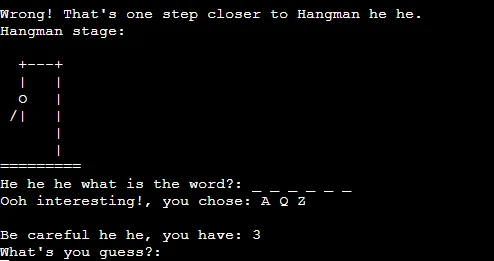 Wrong! That's one step closer to Hangman he he.
Hangman stage:
+---+
|   |
O   |
/|   |
|
|
=========
He he he what is the word?: _ _ _ _ _ _
Ooh interesting!, you chose: A Q Z
Be careful he he, you have: 3
What's you guess?: